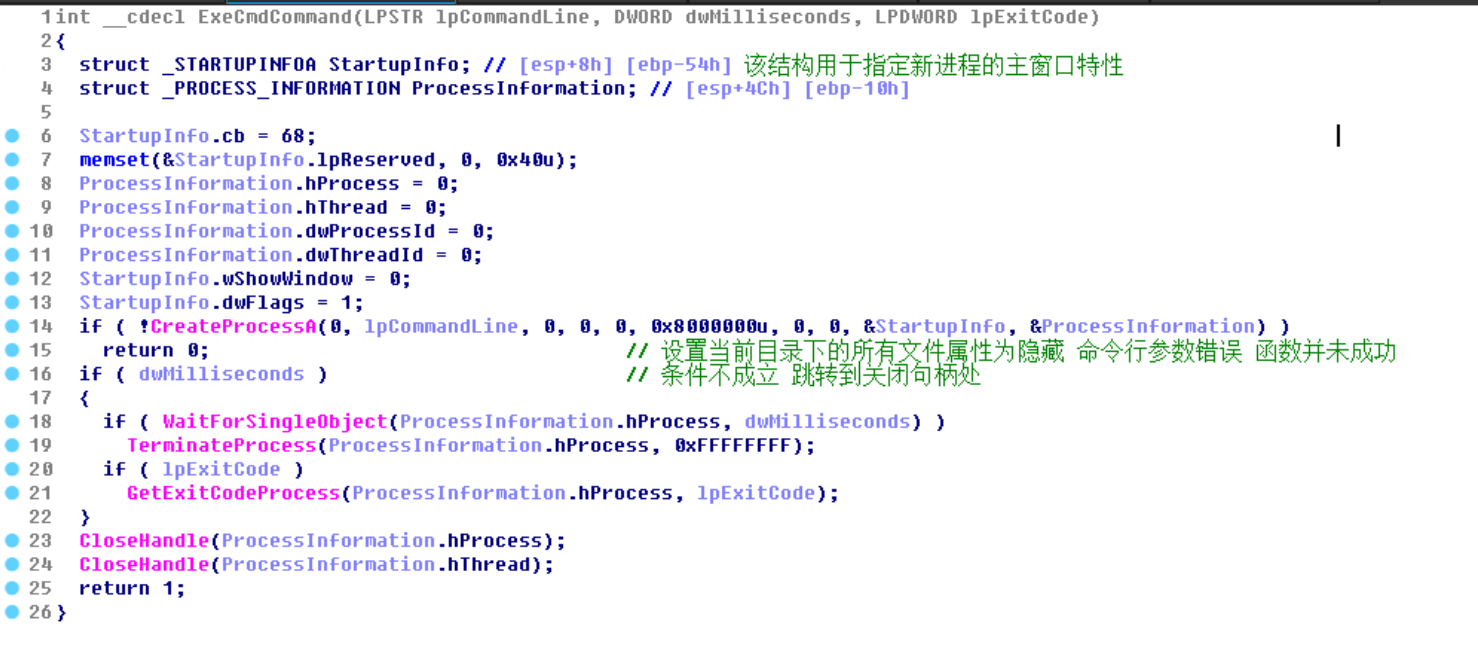 1int __cdecl ExeCmdCommand(LPSTR lpCommandLine, DWORD dwMilliseconds, LPDWORD lpExitCode)
2{
3 struct _STARTUPINFOA StartupInfo; // [esp+8h] [ebp-54h] 该结构用于指定新进程的主窗口特性
4 struct _PROCESS_INFORMATION ProcessInformation; // [esp+4Ch] [ebp-10h]
5
6 StartupInfo.cb = 68;
7 memset(&StartupInfo.lpReserved, 0, 0x40u);
8 ProcessInformation.hProcess = 0;
9 ProcessInformation.hThread = 0;
10 ProcessInformation.dwProcessId = 0;
11 ProcessInformation.dwThreadId = 0;
12 StartupInfo.wShowWindow = 0;
13 StartupInfo.dwFlags = 1;
14 if ( !CreateProcessA(0, lpCommandLine, 0, 0, 0, 0x8000000u, 0, 0, &StartupInfo, &ProcessInformation) )
15 return 0; // 设置当前目录下的所有文件属性为隐藏 命令行参数错误 函数并未成功
16 if ( dwMilliseconds ) // 条件不成立 跳转到关闭句柄处
17 {
18 if ( WaitForSingleObject(ProcessInformation.hProcess, dwMilliseconds) )
19 TerminateProcess(ProcessInformation.hProcess, 0xFFFFFFFF);
20 if ( lpExitCode )
21 GetExitCodeProcess(ProcessInformation.hProcess, lpExitCode);
22 }
23 CloseHandle(ProcessInformation.hProcess);
24 CloseHandle(ProcessInformation.hThread);
25 return 1;
26}